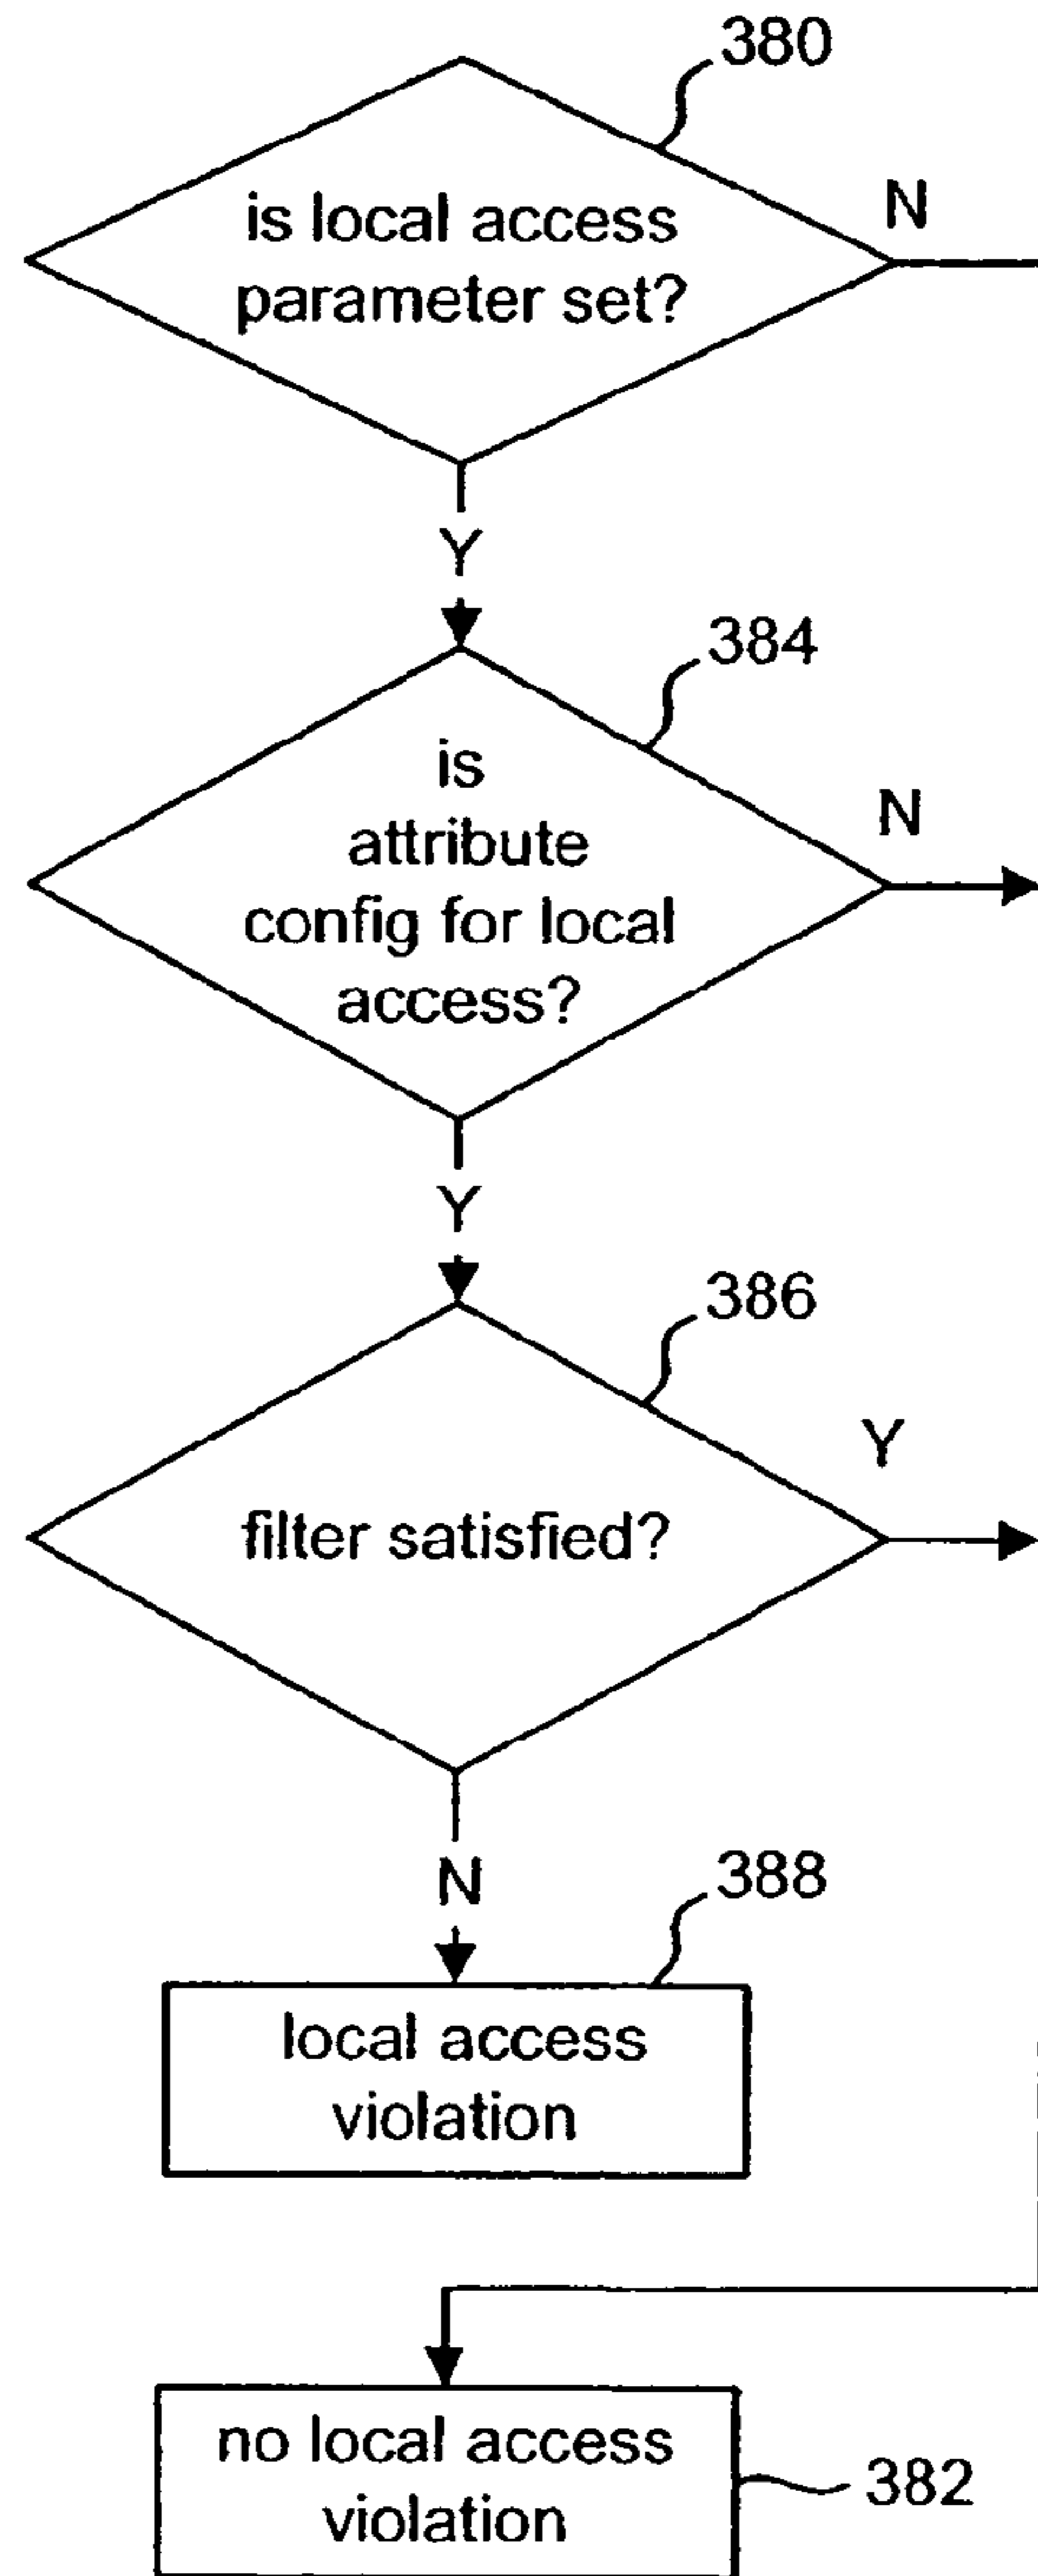 380
is local access
parameter set?
N
Y
384
is
attribute
config for local
access?
N
Y
386
filter satisfied?
Y
N
388
local access
violation
no local access
violation
382